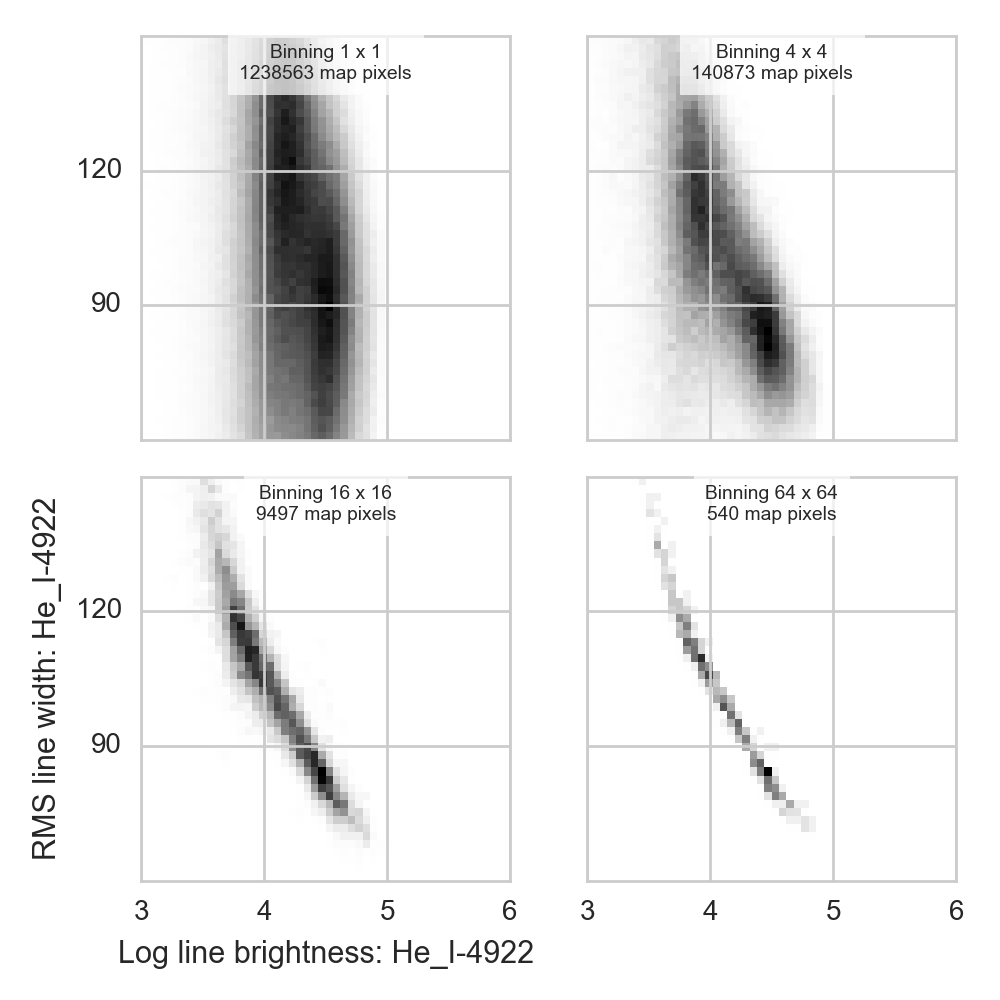 Binning 1 x 1
1238563 map pixels
Binning 4 x 4
140873 map pixels
120
90
Binning 16 x 16
9497 map pixels
Binning 64 x 64
540 map pixels
120
90
RMS line width: He_I-4922
3 4 5 6
3 4 5 6
Log line brightness: He_I-4922